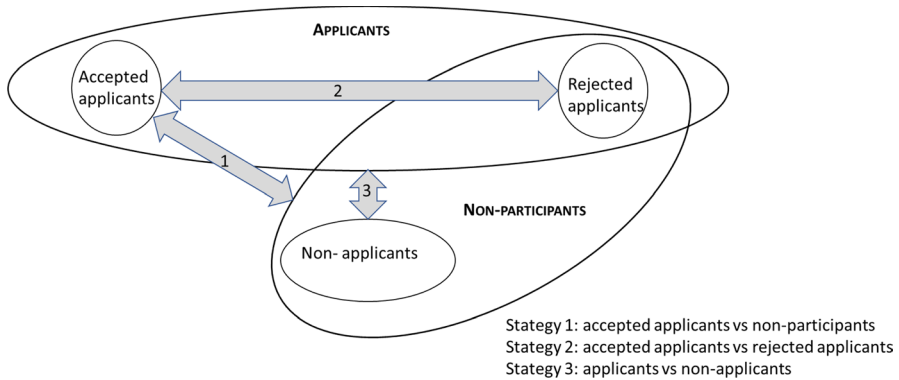 APPLICANTS
Accepted
applicants
2
Rejected
applicants
1
3
NON-PARTICIPANTS
Non- applicants
Stategy 1: accepted applicants vs non-participants
Stategy 2: accepted applicants vs rejected applicants
Stategy 3: applicants vs non-applicants